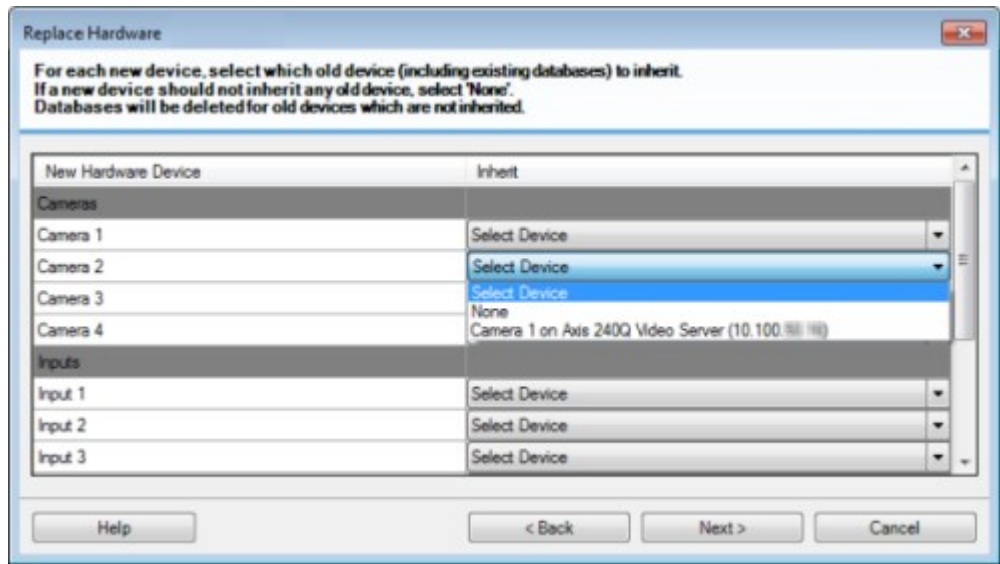 Replace Hardware
For each new device, select which old device (including existing databases) to inherit.
If a new device should not inherit any old device, select 'None'.
Databases will be deleted for old devices which are not inherited.
New Hardware Device Inherit
Cameras
Camera 1 Select Device
Camera 2 Select Device
Camera 3 Select Device
None
Camera 4 Camera 1 on Axis 240Q Video Server (10.100.
Inputs
Input 1 Select Device
Input 2 Select Device
Input 3 Select Device
Help < Back Next > Cancel